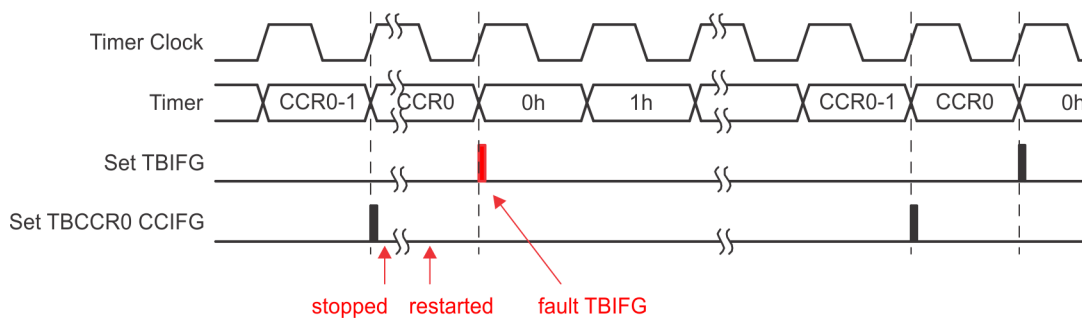 Timer Clock
Timer CCR0-1 CCR0 0h 1h CCR0-1 CCR0 0h
Set TBIFG
Set TBCCR0 CCIFG
stopped restarted fault TBIFG